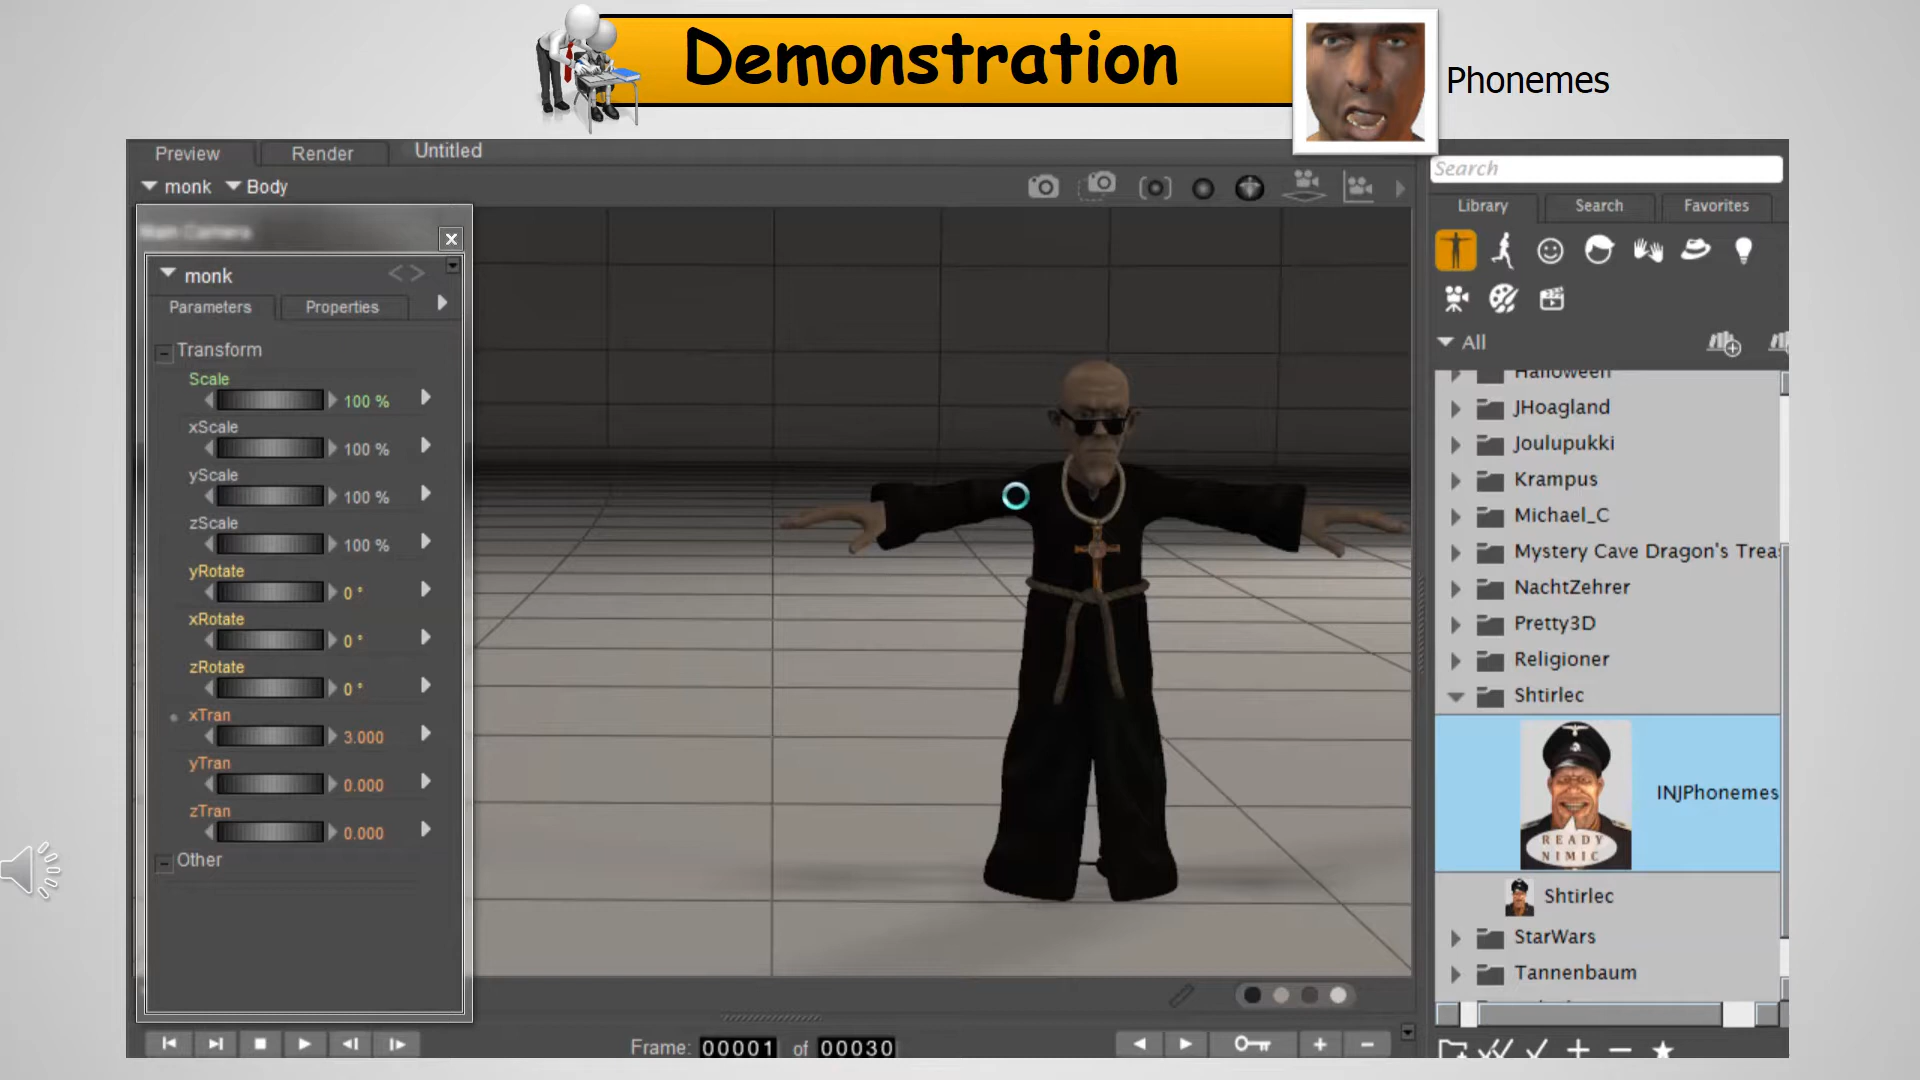 Demonstration
Phonemes
Preview
Render
Untitled
monk
Body
Main Camera
monk
Parameters
Properties
Transform
Scale
100 %
xScale
100 %
yScale
100 %
zScale
100 %
yRotate
0 °
xRotate
0 °
zRotate
0 °
xTran
3.000
yTran
0.000
zTran
0.000
Other
Frame: 00001 of 00030
Search
Library
Search
Favorites
All
Halloween
JHoagland
Joulupukki
Krampus
Michael_C
Mystery Cave Dragon's Trea
NachtZehrer
Pretty3D
Religioner
Shtirlec
READY
NIMIC
INJPhonemes
Shtirlec
StarWars
Tannenbaum